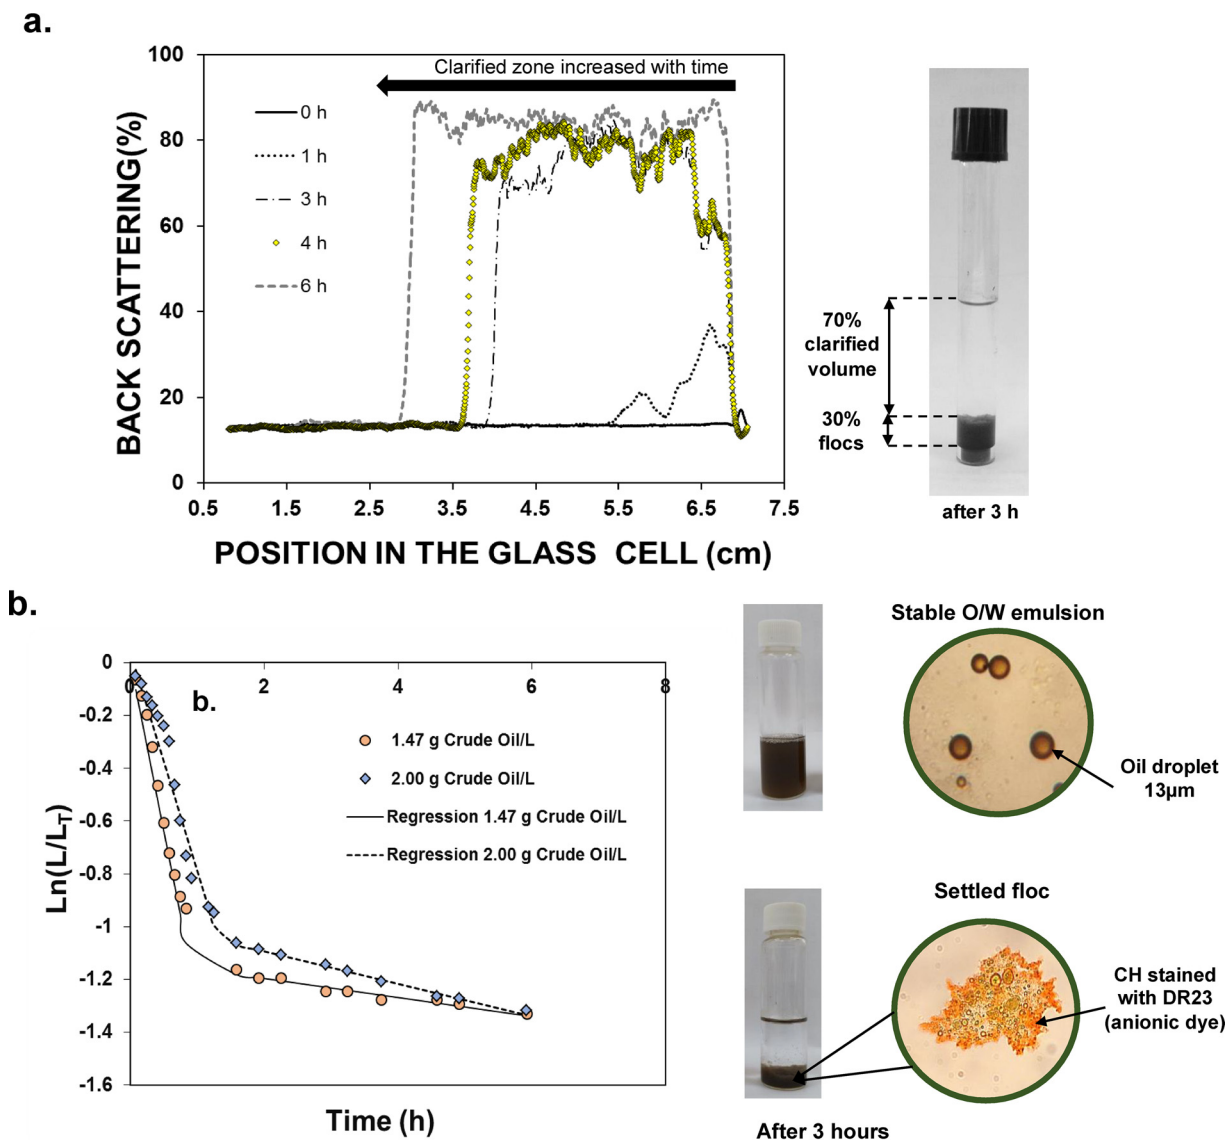 a.
100
80
60
40
20
0
BACK SCATTERING(%)
Clarified zone increased with time
0 h
1 h
3 h
4 h
6 h
0.5 1.5 2.5 3.5 4.5 5.5 6.5 7.5
POSITION IN THE GLASS CELL (cm)
70%
clarified
volume
30%
flocs
after 3 h
b.
0
-0.2
-0.4
-0.6
-0.8
-1
-1.2
-1.4
-1.6
Ln(L/LT)
0 2 4 6 8
b.
1.47 g Crude Oil/L
2.00 g Crude Oil/L
Regression 1.47 g Crude Oil/L
Regression 2.00 g Crude Oil/L
Time (h)
Stable O/W emulsion
Oil droplet
13µm
Settled floc
CH stained
with DR23
(anionic dye)
After 3 hours